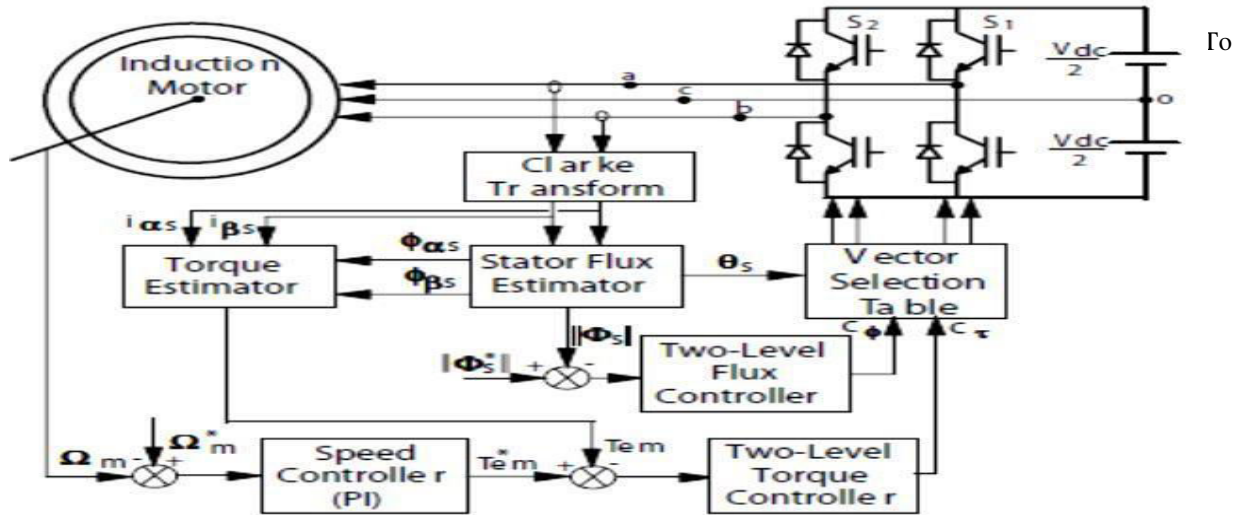 S2
S1
To
Vdc
2
Induction
Motor
a
c
b
o
Vdc
2
Clarke
Transform
iαs
iβs
ϕαs
Torque
Estimator
Stator Flux
Estimator
θs
Vector
Selection
Table
ϕβs
cϕ
cτ
||Φs|
|Φs*||
+
-
Two-Level
Flux
Controller
Ωm
-
Ω*m
+
Speed
Controller
(PI)
Te*m
+
Tem
-
Two-Level
Torque
Controller